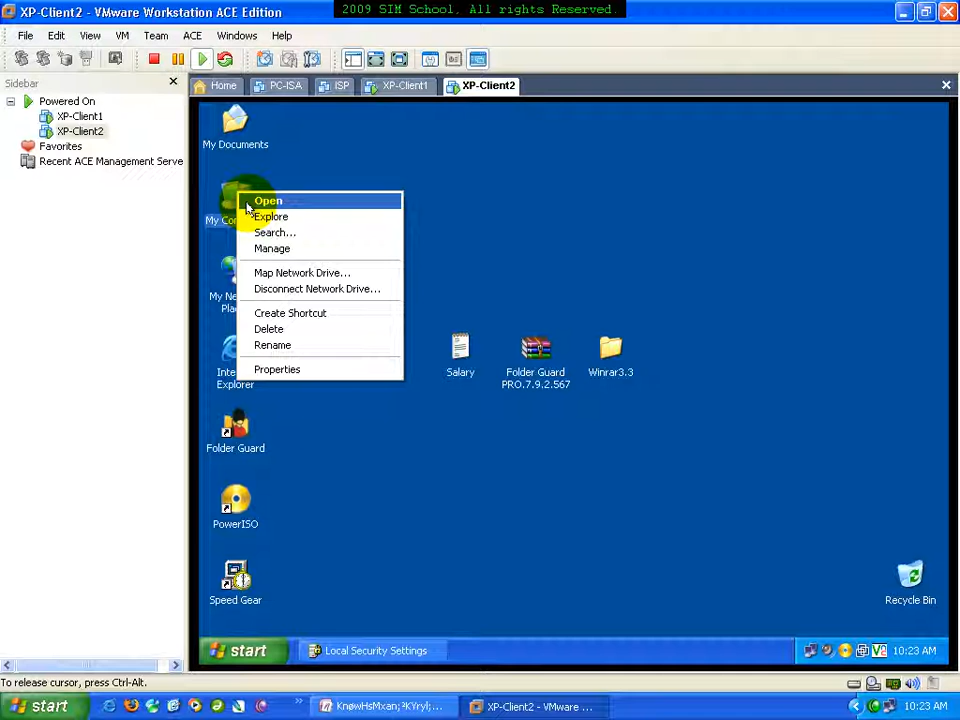 XP-Client2 - VMware Workstation ACE Edition
2009 SIM School, All rights Reserved.
File Edit View VM Team ACE Windows Help
Sidebar
Home PC-ISA ISP XP-Client1 XP-Client2
Powered On
XP-Client1
XP-Client2
Favorites
Recent ACE Management Serve
My Documents
Open
Explore
Search...
Manage
Map Network Drive...
Disconnect Network Drive...
Create Shortcut
Delete
Rename
Properties
Salary
Folder Guard
PRO.7.9.2.567
Winrar3.3
Explorer
Folder Guard
PowerISO
Speed Gear
Recycle Bin
start
Local Security Settings
10:23 AM
To release cursor, press Ctrl-Alt.
start
XP-Client2 - VMware ...
10:23 AM